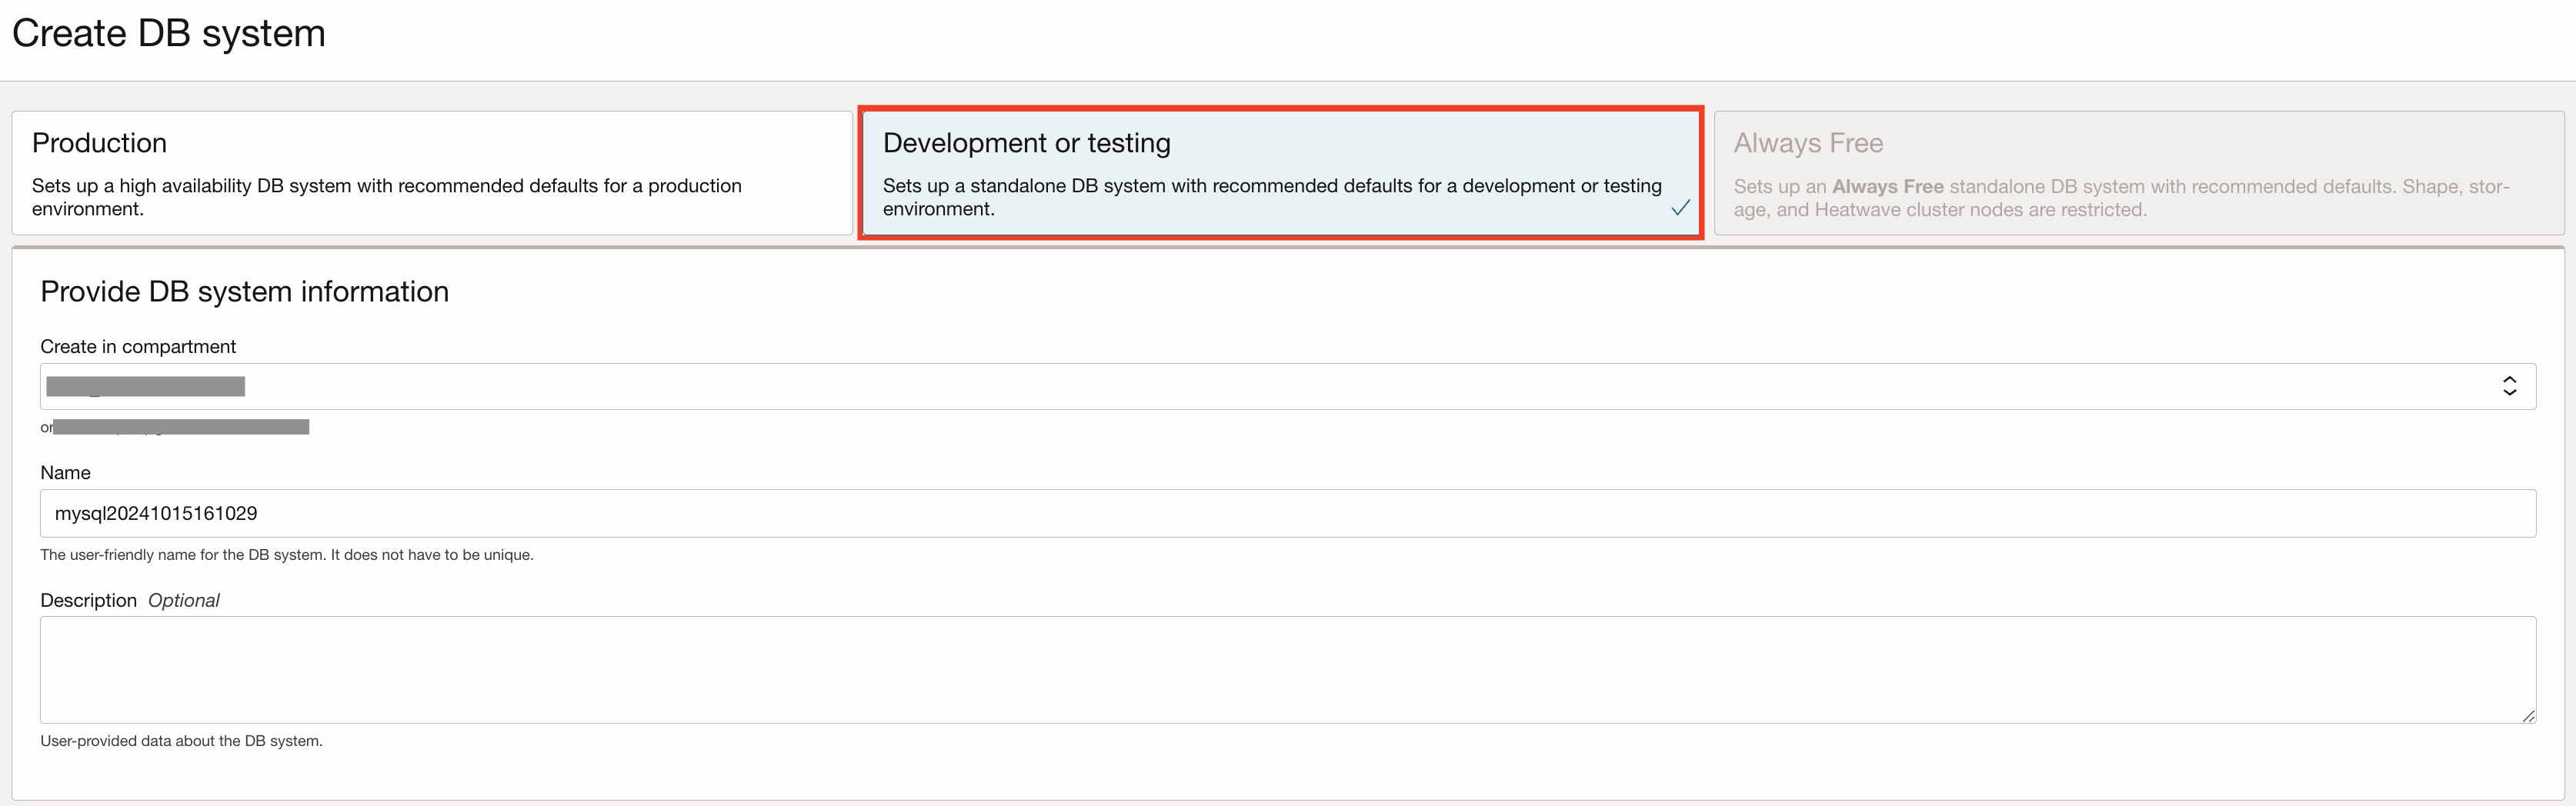 Create DB system
Production
Sets up a high availability DB system with recommended defaults for a production
environment.
Development or testing
Sets up a standalone DB system with recommended defaults for a development or testing
environment.
Always Free
Sets up an Always Free standalone DB system with recommended defaults. Shape, stor-
age, and Heatwave cluster nodes are restricted.
Provide DB system information
Create in compartment
Name
mysql20241015161029
The user-friendly name for the DB system. It does not have to be unique.
Description Optional
User-provided data about the DB system.